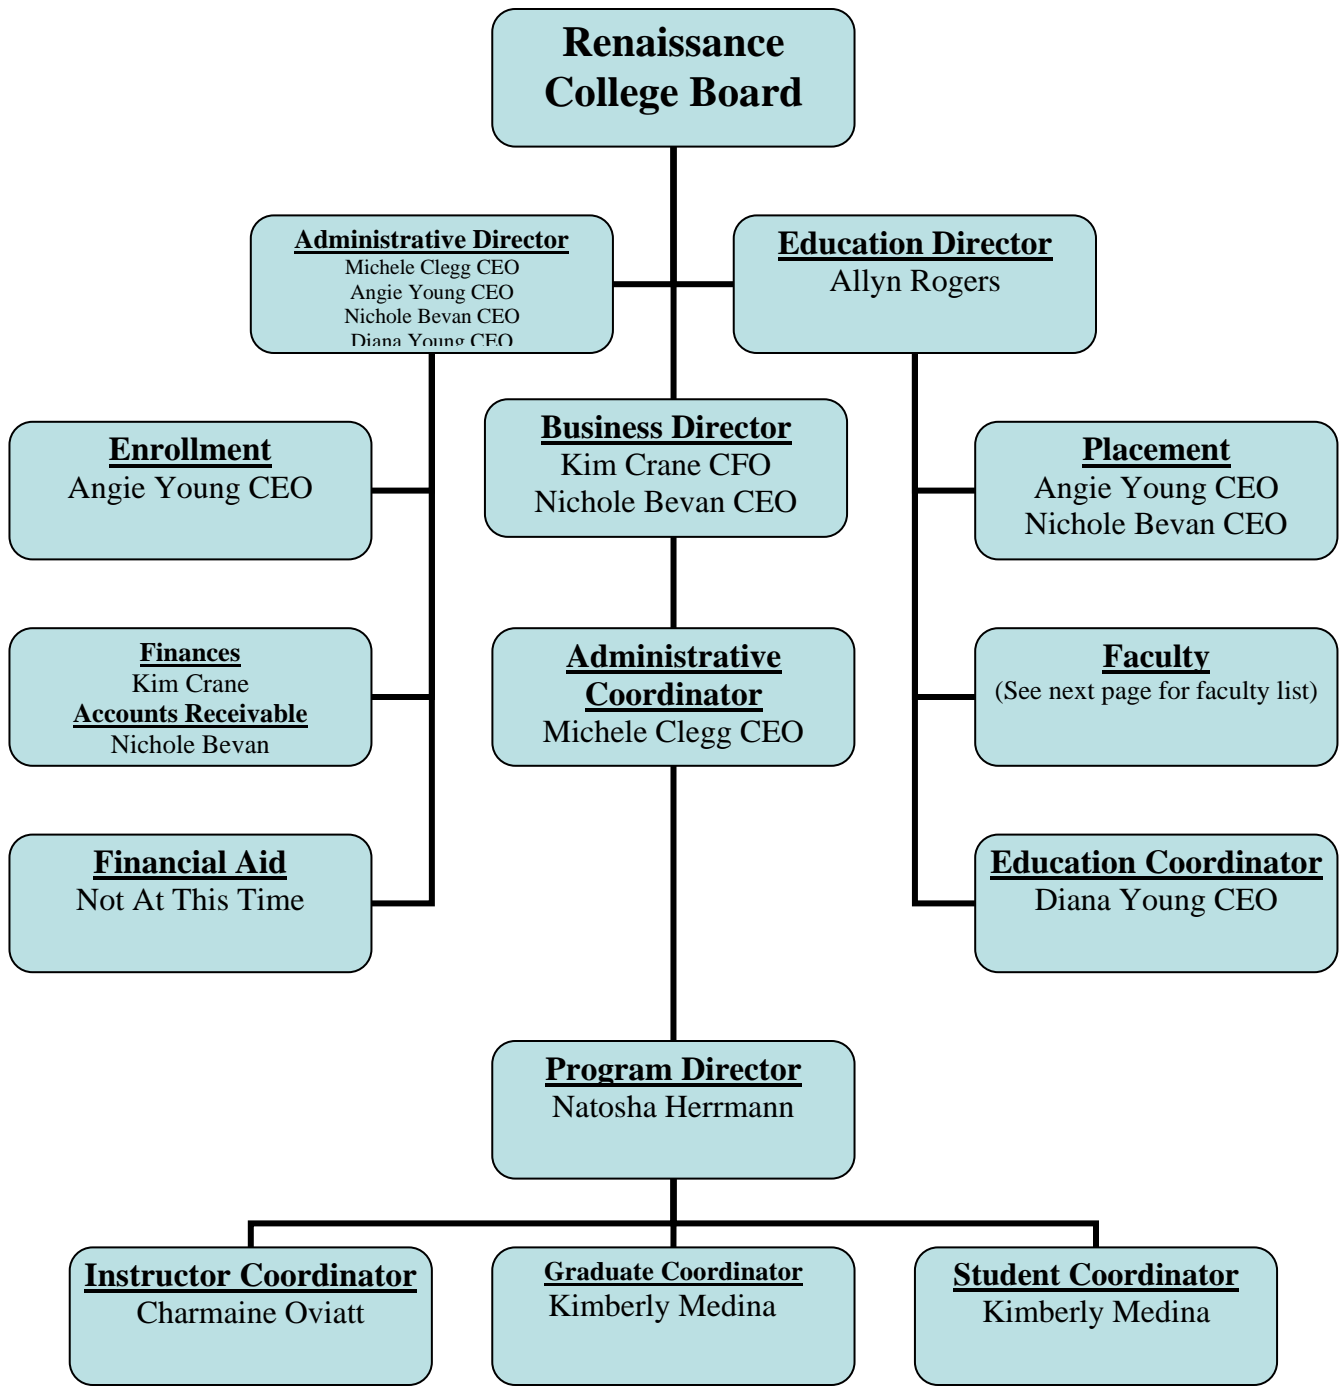 Renaissance
College Board
Administrative Director
Michele Clegg CEO
Angie Young CEO
Nichole Bevan CEO
Diana Young CEO
Education Director
Allyn Rogers
Enrollment
Angie Young CEO
Business Director
Kim Crane CFO
Nichole Bevan CEO
Placement
Angie Young CEO
Nichole Bevan CEO
Finances
Kim Crane
Accounts Receivable
Nichole Bevan
Administrative
Coordinator
Michele Clegg CEO
Faculty
(See next page for faculty list)
Financial Aid
Not At This Time
Education Coordinator
Diana Young CEO
Program Director
Natosha Herrmann
Instructor Coordinator
Charmaine Oviatt
Graduate Coordinator
Kimberly Medina
Student Coordinator
Kimberly Medina